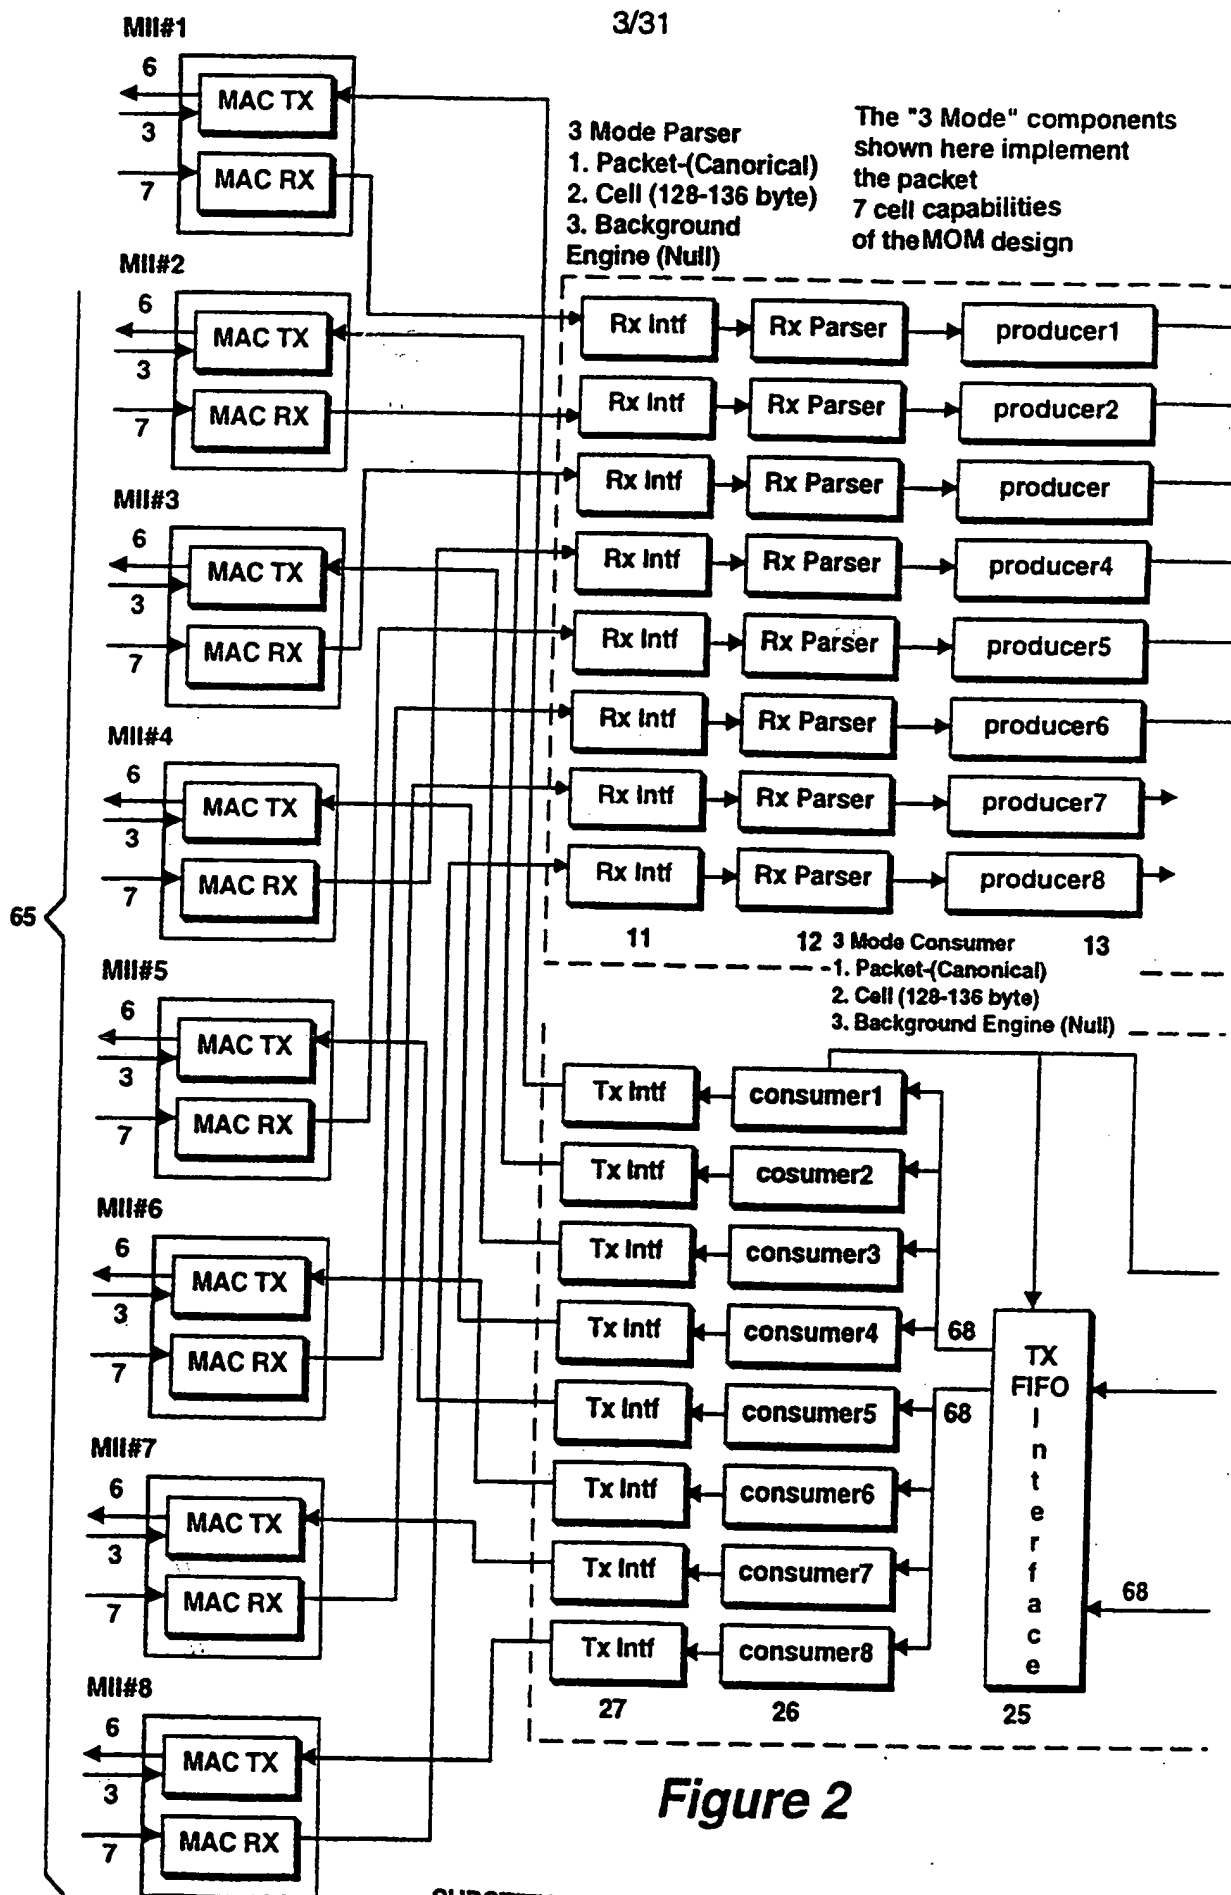 3/31
MII#1
6
MAC TX
3
MAC RX
7
3 Mode Parser
1. Packet-(Canorical)
2. Cell (128-136 byte)
3. Background
Engine (Null)
The "3 Mode" components
shown here implement
the packet
7 cell capabilities
of the MOM design
MII#2
6
MAC TX
3
MAC RX
7
MII#3
6
MAC TX
3
MAC RX
7
MII#4
6
MAC TX
3
MAC RX
7
65
MII#5
6
MAC TX
3
MAC RX
7
MII#6
6
MAC TX
3
MAC RX
7
MII#7
6
MAC TX
3
MAC RX
7
MII#8
6
MAC TX
3
MAC RX
7
Rx Intf Rx Parser producer1
Rx Intf Rx Parser producer2
Rx Intf Rx Parser producer
Rx Intf Rx Parser producer4
Rx Intf Rx Parser producer5
Rx Intf Rx Parser producer6
Rx Intf Rx Parser producer7
Rx Intf Rx Parser producer8
11 12 13
3 Mode Consumer
1. Packet-(Canonical)
2. Cell (128-136 byte)
3. Background Engine (Null)
Tx Intf consumer1
Tx Intf cosumer2
Tx Intf consumer3
Tx Intf consumer4
68
Tx Intf consumer5
68
Tx Intf consumer6
Tx Intf consumer7
Tx Intf consumer8
TX
FIFO
I
n
t
e
r
f
a
c
e
68
27 26 25
Figure 2